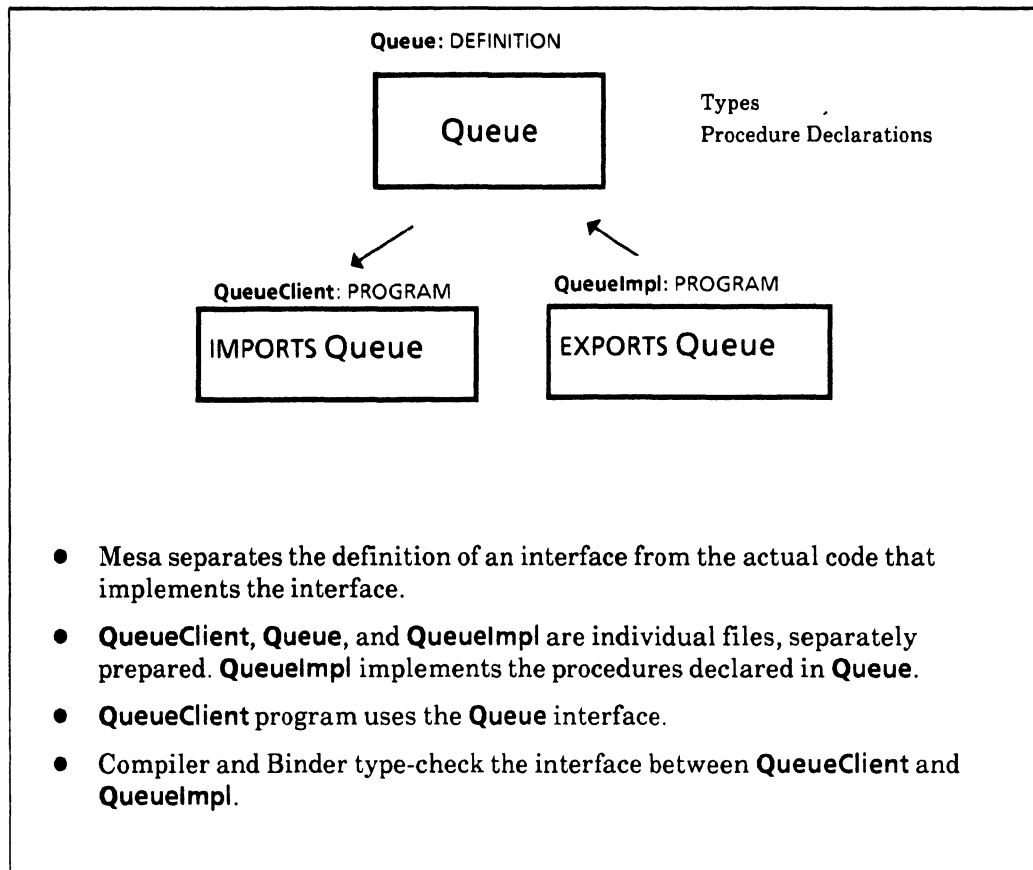 Queue: DEFINITION
Queue
Types
Procedure Declarations
QueueClient: PROGRAM
QueueImpl: PROGRAM
IMPORTS Queue
EXPORTS Queue
● Mesa separates the definition of an interface from the actual code that
implements the interface.
● QueueClient, Queue, and QueueImpl are individual files, separately
prepared. QueueImpl implements the procedures declared in Queue.
● QueueClient program uses the Queue interface.
● Compiler and Binder type-check the interface between QueueClient and
QueueImpl.